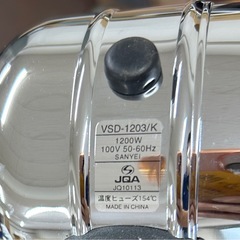 VSD-1203/K
1200W
100V 50-60Hz
SANYEI
JQA
JQ10113
温度ヒューズ154℃
MADE IN CHINA